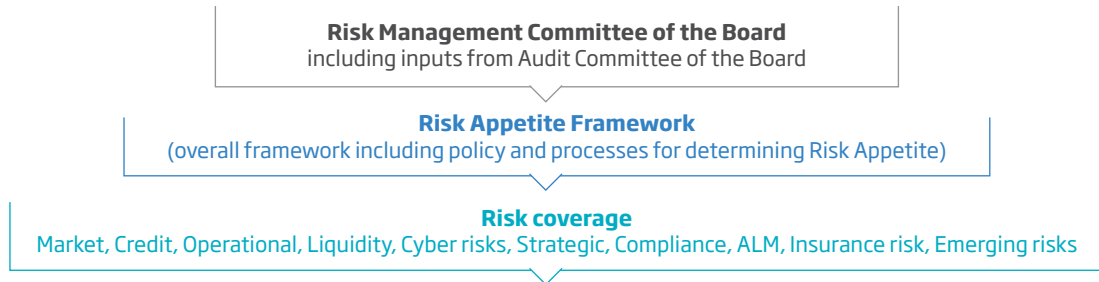 Risk Management Committee of the Board
including inputs from Audit Committee of the Board
Risk Appetite Framework
(overall framework including policy and processes for determining Risk Appetite)
Risk coverage
Market, Credit, Operational, Liquidity, Cyber risks, Strategic, Compliance, ALM, Insurance risk, Emerging risks